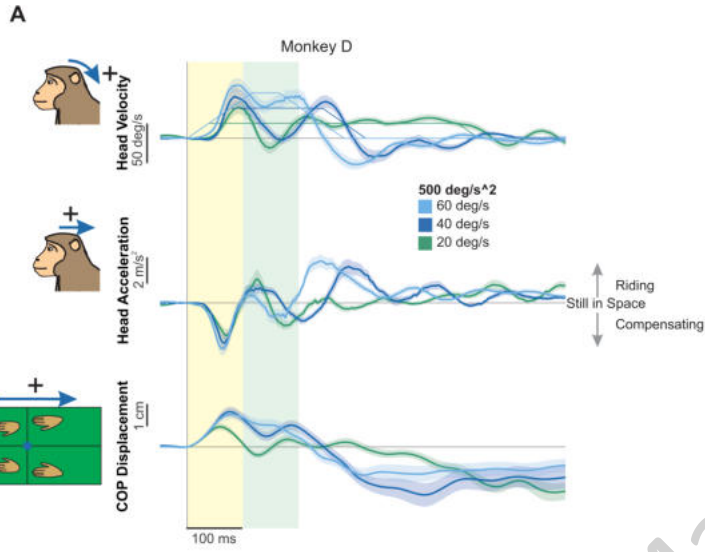 A
Monkey D
+
Head Velocity
50 deg/s
500 deg/s^2
60 deg/s
40 deg/s
20 deg/s
+
Head Acceleration
2 m/s²
Riding
Still in Space
Compensating
+
COP Displacement
1 cm
100 ms